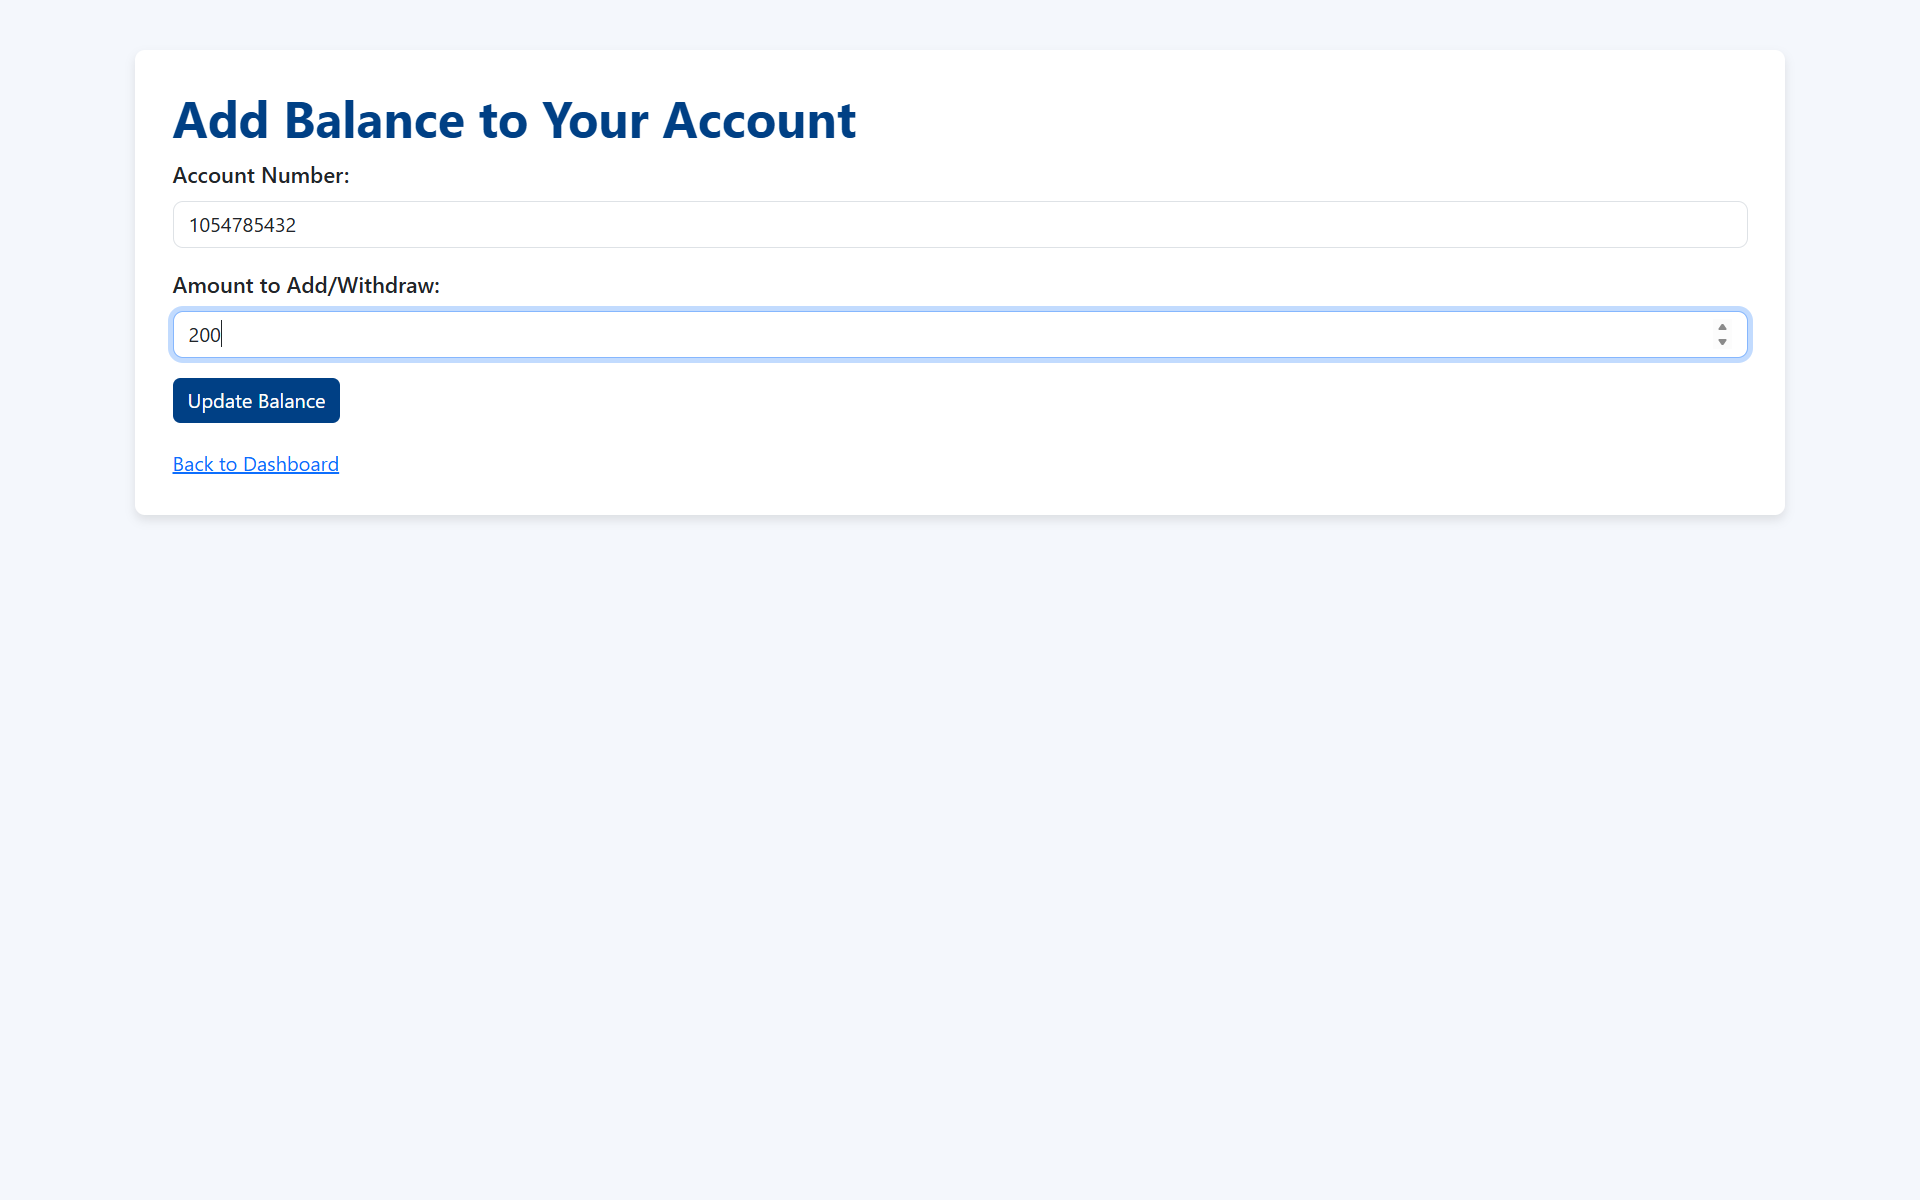 Add Balance to Your Account
Account Number:
1054785432
Amount to Add/Withdraw:
200
Update Balance
Back to Dashboard